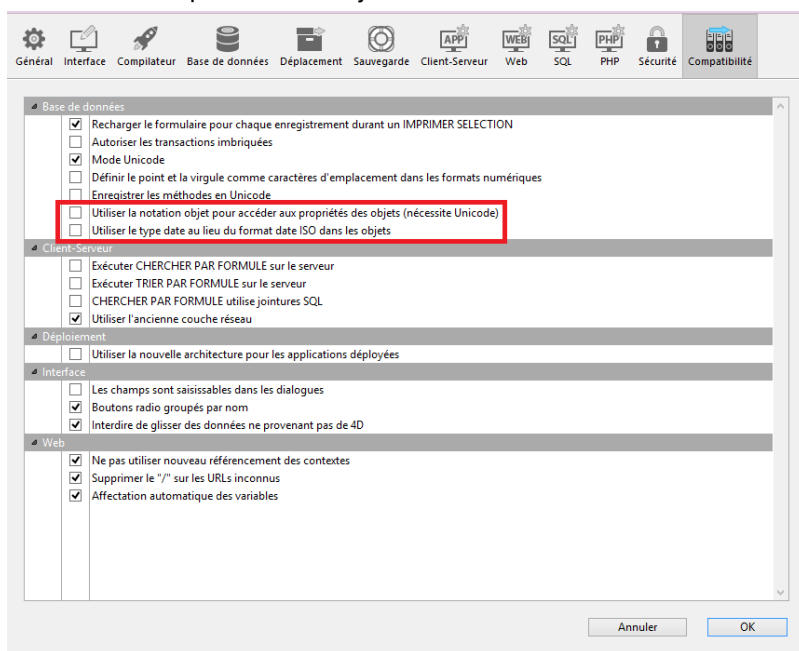 Général Interface Compilateur Base de données Déplacement Sauvegarde Client-Serveur Web SQL PHP Sécurité Compatibilité
APP WEB SQL PHP
Base de données
Recharger le formulaire pour chaque enregistrement durant un IMPRIMER SELECTION
Autoriser les transactions imbriquées
Mode Unicode
Définir le point et la virgule comme caractères d'emplacement dans les formats numériques
Enregistrer les méthodes en Unicode
Utiliser la notation objet pour accéder aux propriétés des objets (nécessite Unicode)
Utiliser le type date au lieu du format date ISO dans les objets
Client-Serveur
Exécuter CHERCHER PAR FORMULE sur le serveur
Exécuter TRIER PAR FORMULE sur le serveur
CHERCHER PAR FORMULE utilise jointures SQL
Utiliser l'ancienne couche réseau
Déploiement
Utiliser la nouvelle architecture pour les applications déployées
Interface
Les champs sont saisissables dans les dialogues
Boutons radio groupés par nom
Interdire de glisser des données ne provenant pas de 4D
Web
Ne pas utiliser nouveau référencement des contextes
Supprimer le "/" sur les URLs inconnus
Affectation automatique des variables
Annuler OK